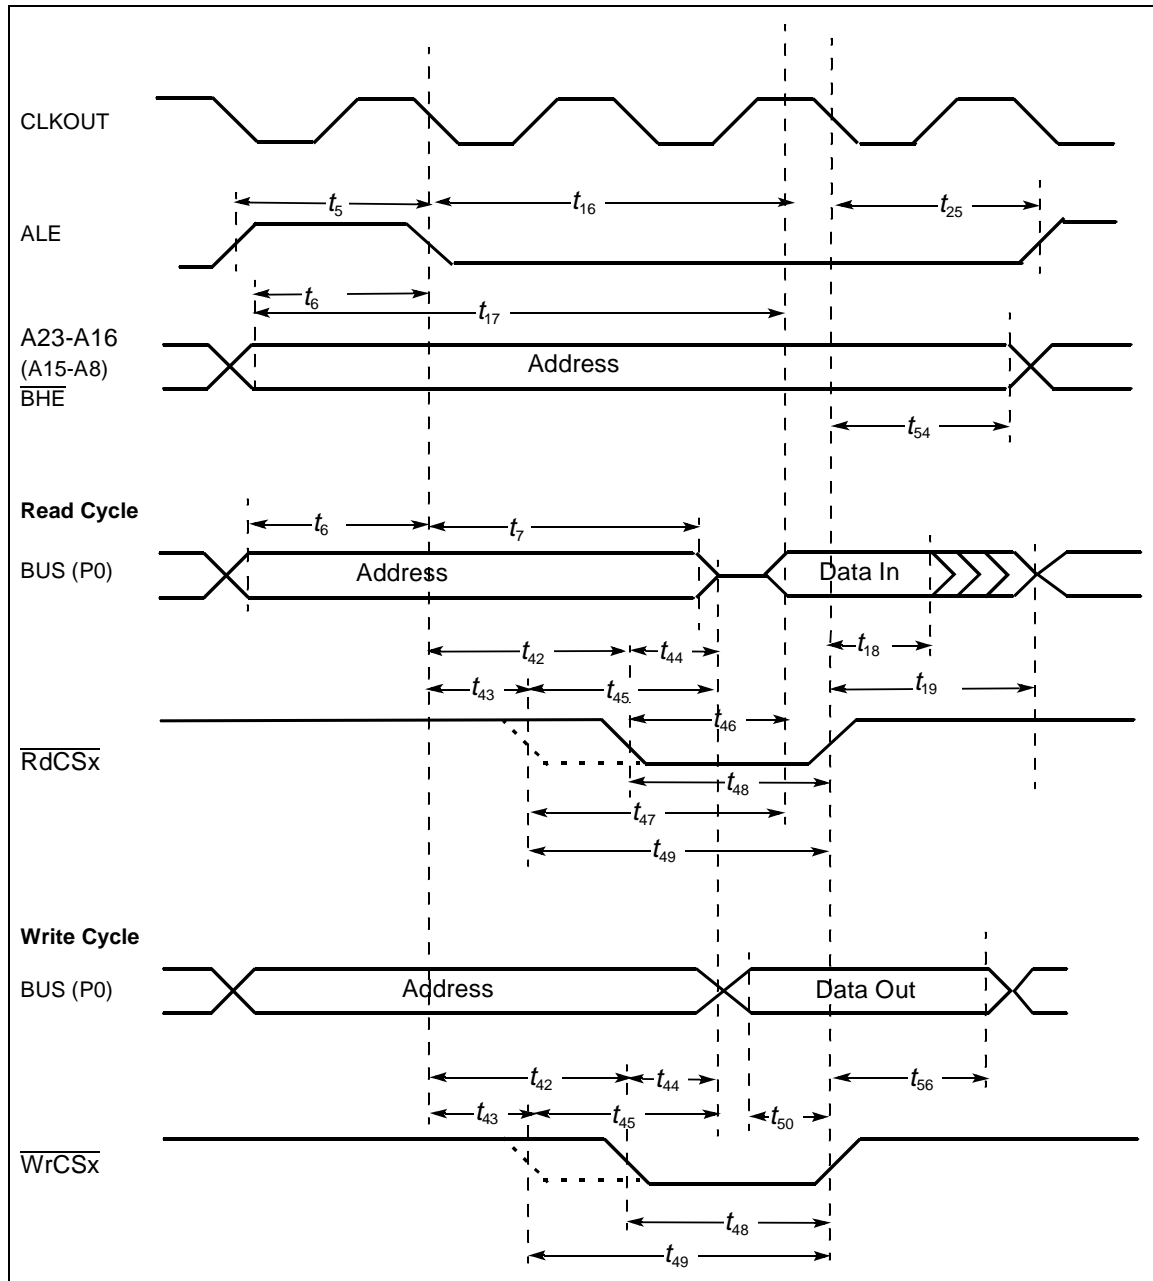 CLKOUT
t5 t16 t25
ALE
t6
t17
A23-A16
(A15-A8) Address
BHE
t54
Read Cycle
t6 t7
BUS (P0) Address Data In
t42 t44 t18
t43 t45 t19
t46
RdCSx
t48
t47
t49
Write Cycle
BUS (P0) Address Data Out
t42 t44 t56
t43 t45 t50
WrCSx
t48
t49